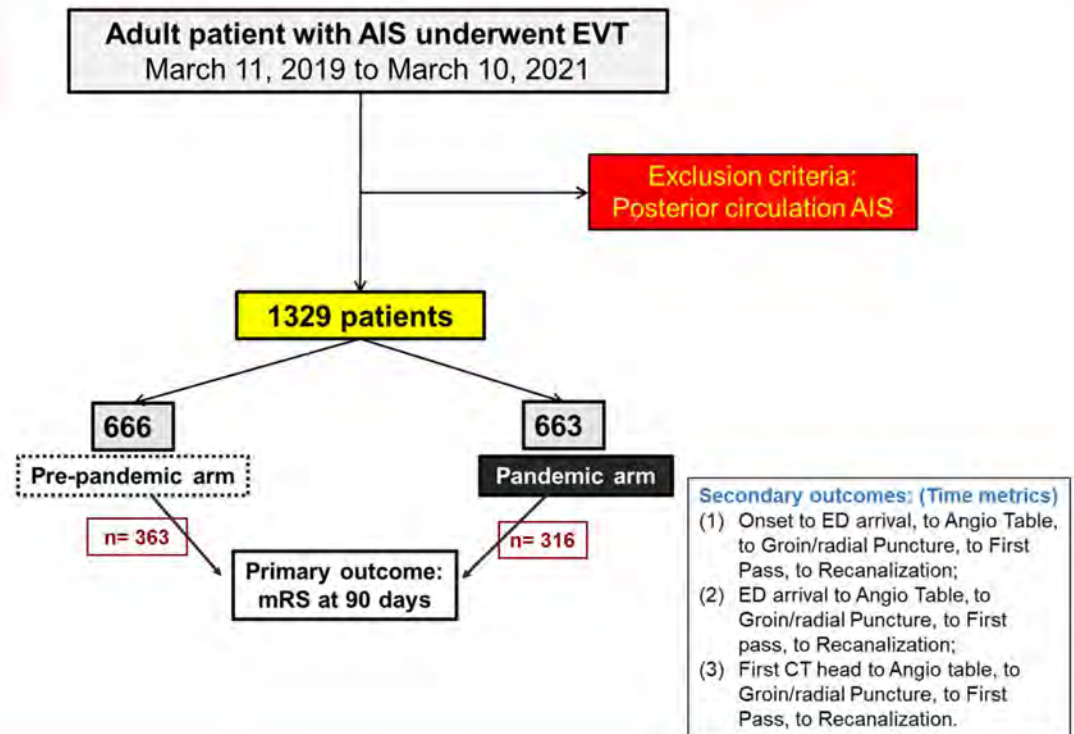 Adult patient with AIS underwent EVT
March 11, 2019 to March 10, 2021
Exclusion criteria:
Posterior circulation AIS
1329 patients
666
663
Pre-pandemic arm
Pandemic arm
n= 363
n= 316
Primary outcome:
mRS at 90 days
Secondary outcomes: (Time metrics)
(1) Onset to ED arrival, to Angio Table,
to Groin/radial Puncture, to First
Pass, to Recanalization;
(2) ED arrival to Angio Table, to
Groin/radial Puncture, to First
pass, to Recanalization;
(3) First CT head to Angio table, to
Groin/radial Puncture, to First
Pass, to Recanalization.